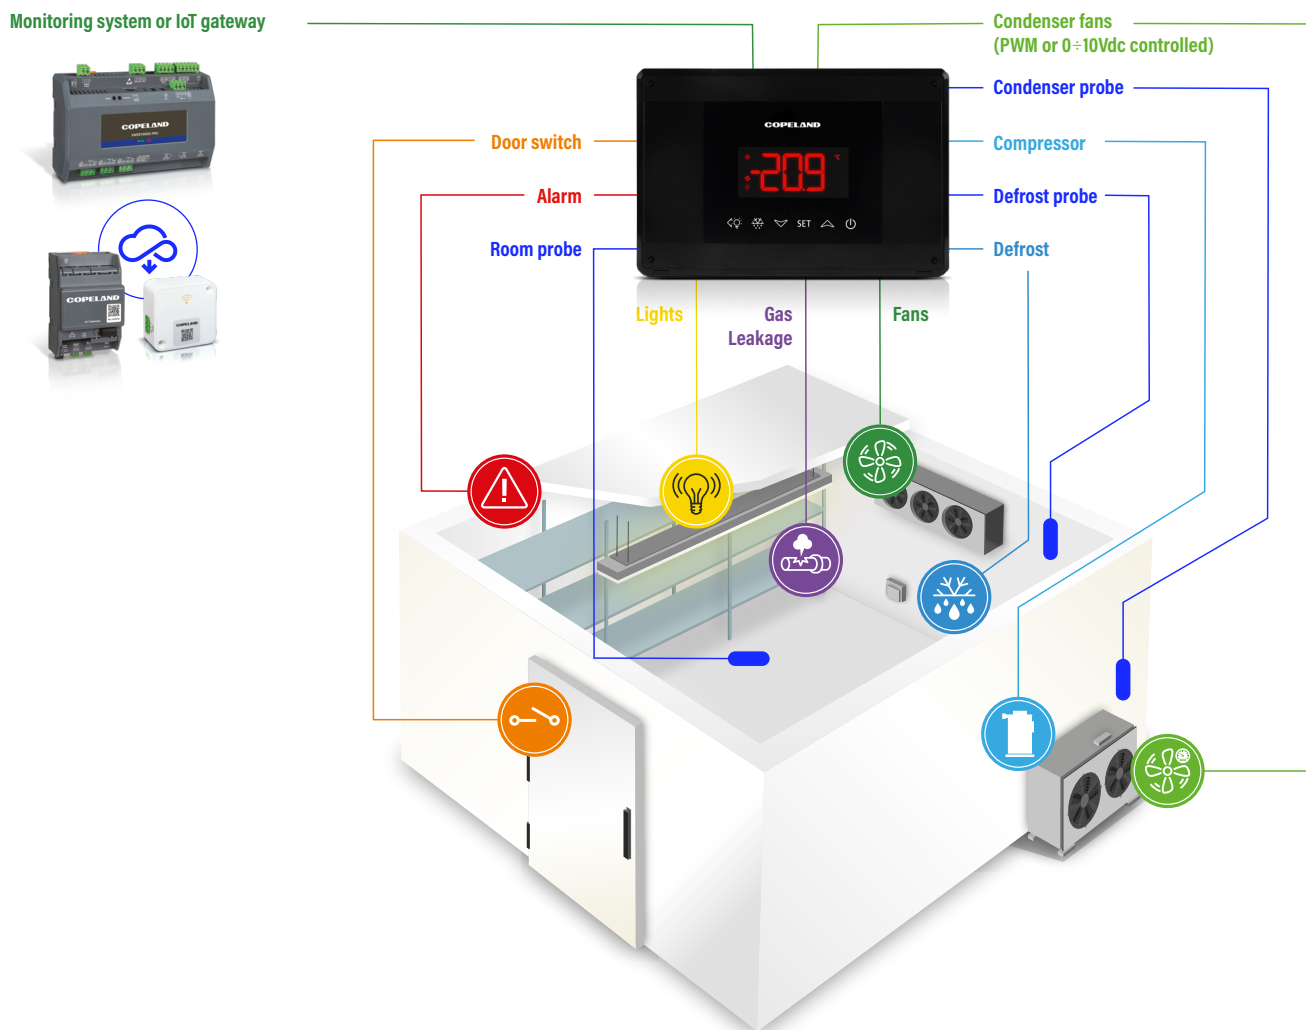 Monitoring system or IoT gateway
Condenser fans
(PWM or 0÷10Vdc controlled)
COPELAND
Condenser probe
COPELAND
Door switch
-20.9
°C
Compressor
Alarm
Defrost probe
SET
Room probe
Defrost
COPELAND
COPELAND
Lights
Gas
Leakage
Fans